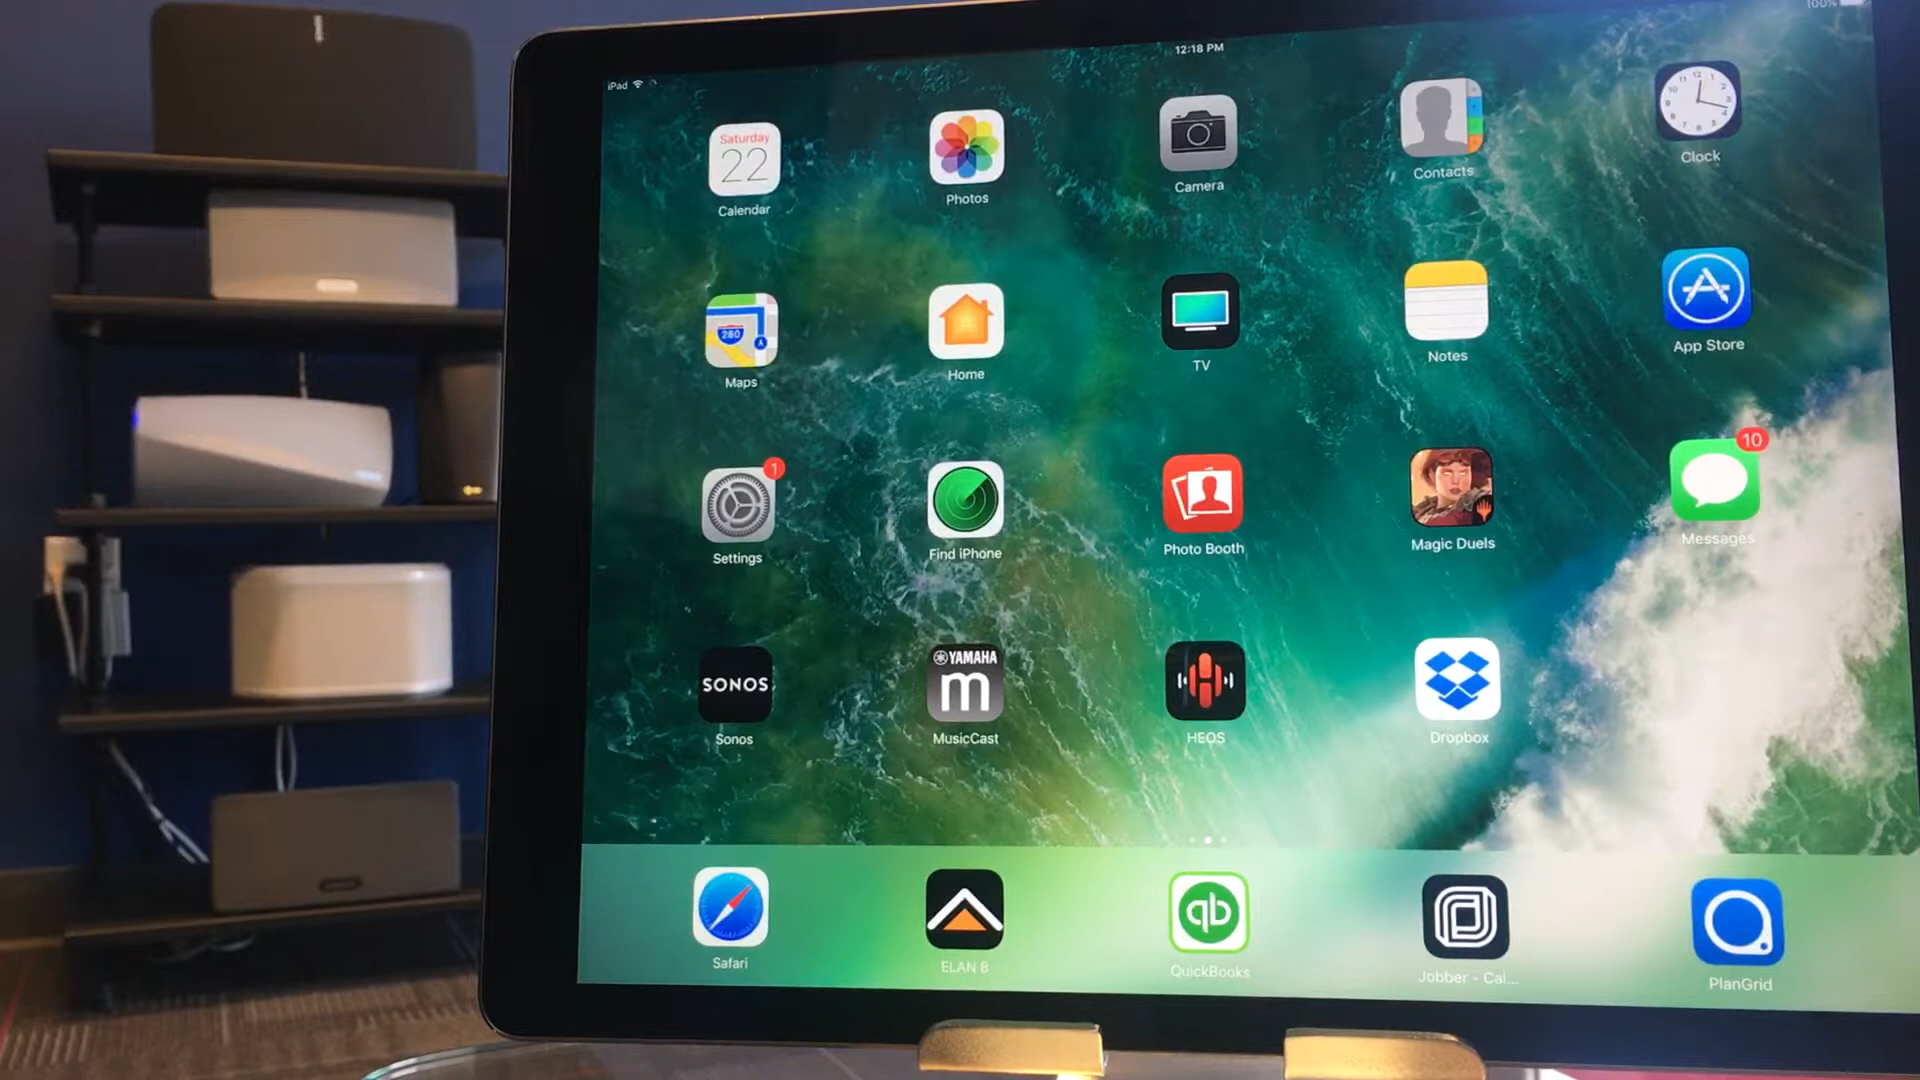 100%
12:18 PM
iPad
Saturday
22
Calendar
Photos
Camera
Contacts
Clock
280
Maps
Home
TV
Notes
App Store
1
10
Settings
Find iPhone
Photo Booth
Magic Duels
Messages
SONOS
YAMAHA
m
Sonos
MusicCast
HEOS
Dropbox
qb
Safari
ELAN 8
QuickBooks
Jobber - Cal...
PlanGrid